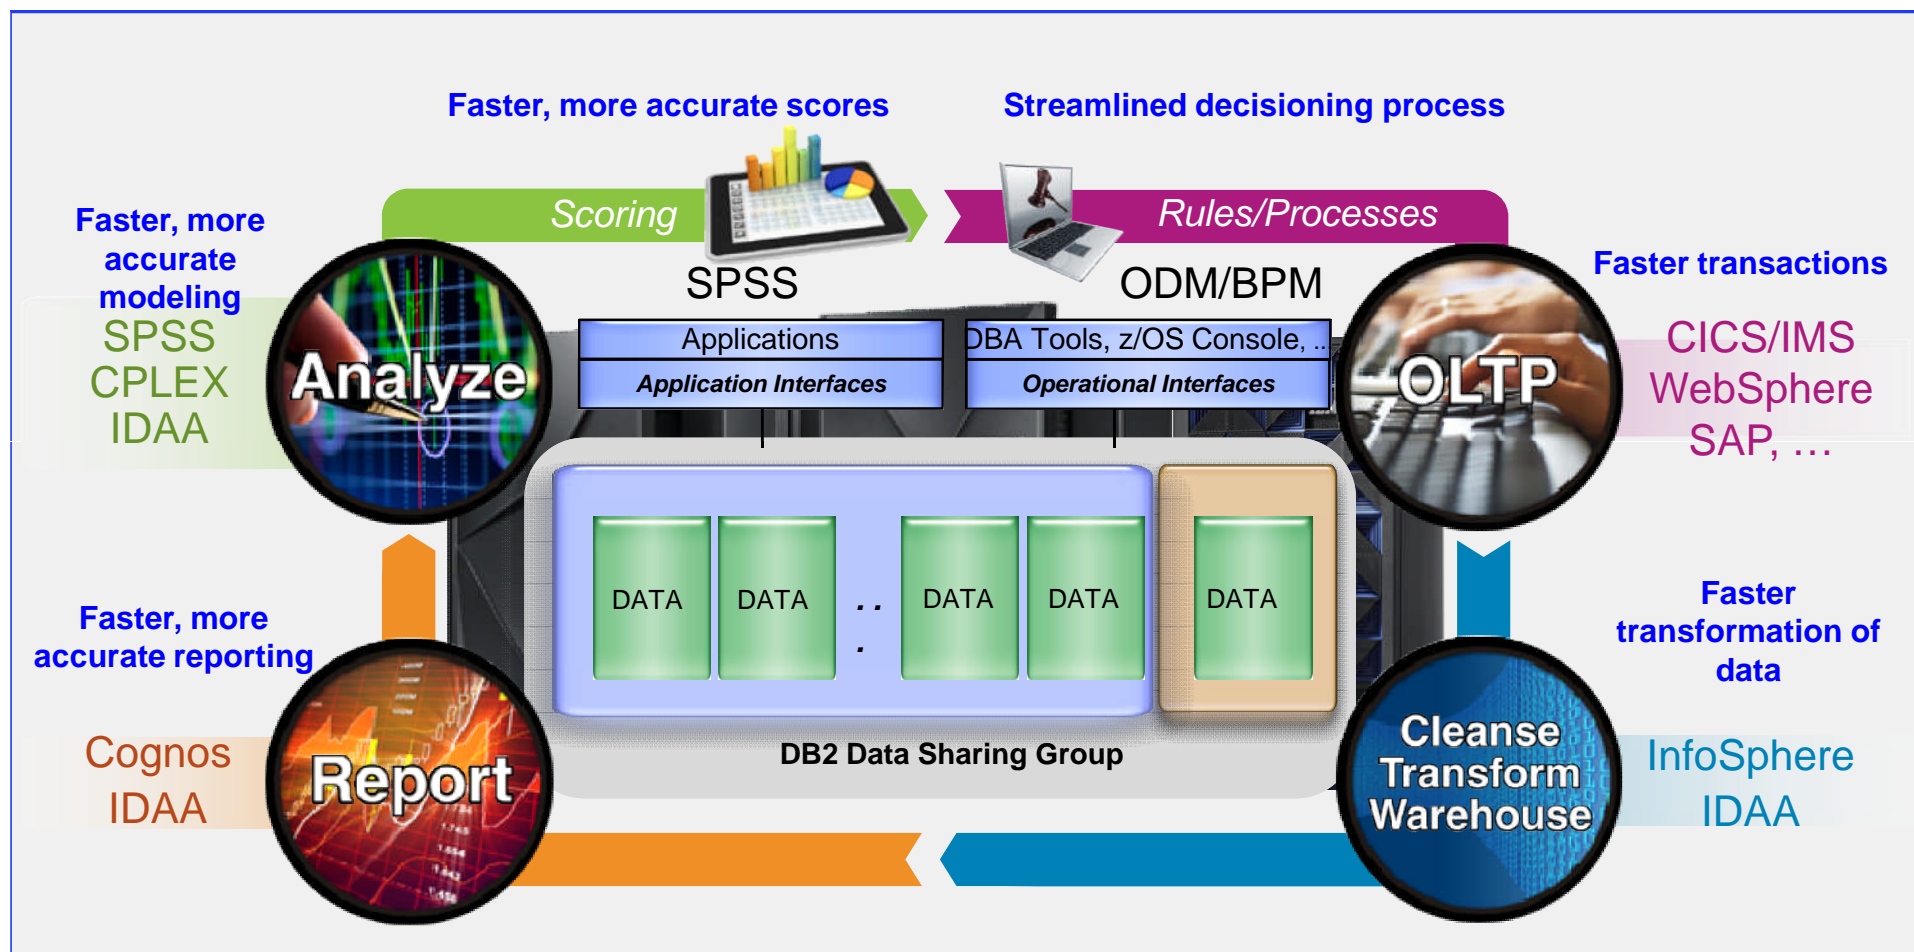 Faster, more accurate scores
Streamlined decisioning process
Scoring
Rules/Processes
Faster, more
accurate
modeling
SPSS
CPLEX
IDAA
Analyze
SPSS
ODM/BPM
Applications
Application Interfaces
DBA Tools, z/OS Console, ..
Operational Interfaces
OLTP
Faster transactions
CICS/IMS
WebSphere
SAP, …
DATA
DATA
. .
.
DATA
DATA
DATA
DB2 Data Sharing Group
Faster, more
accurate reporting
Cognos
IDAA
Report
Cleanse
Transform
Warehouse
Faster
transformation of
data
InfoSphere
IDAA